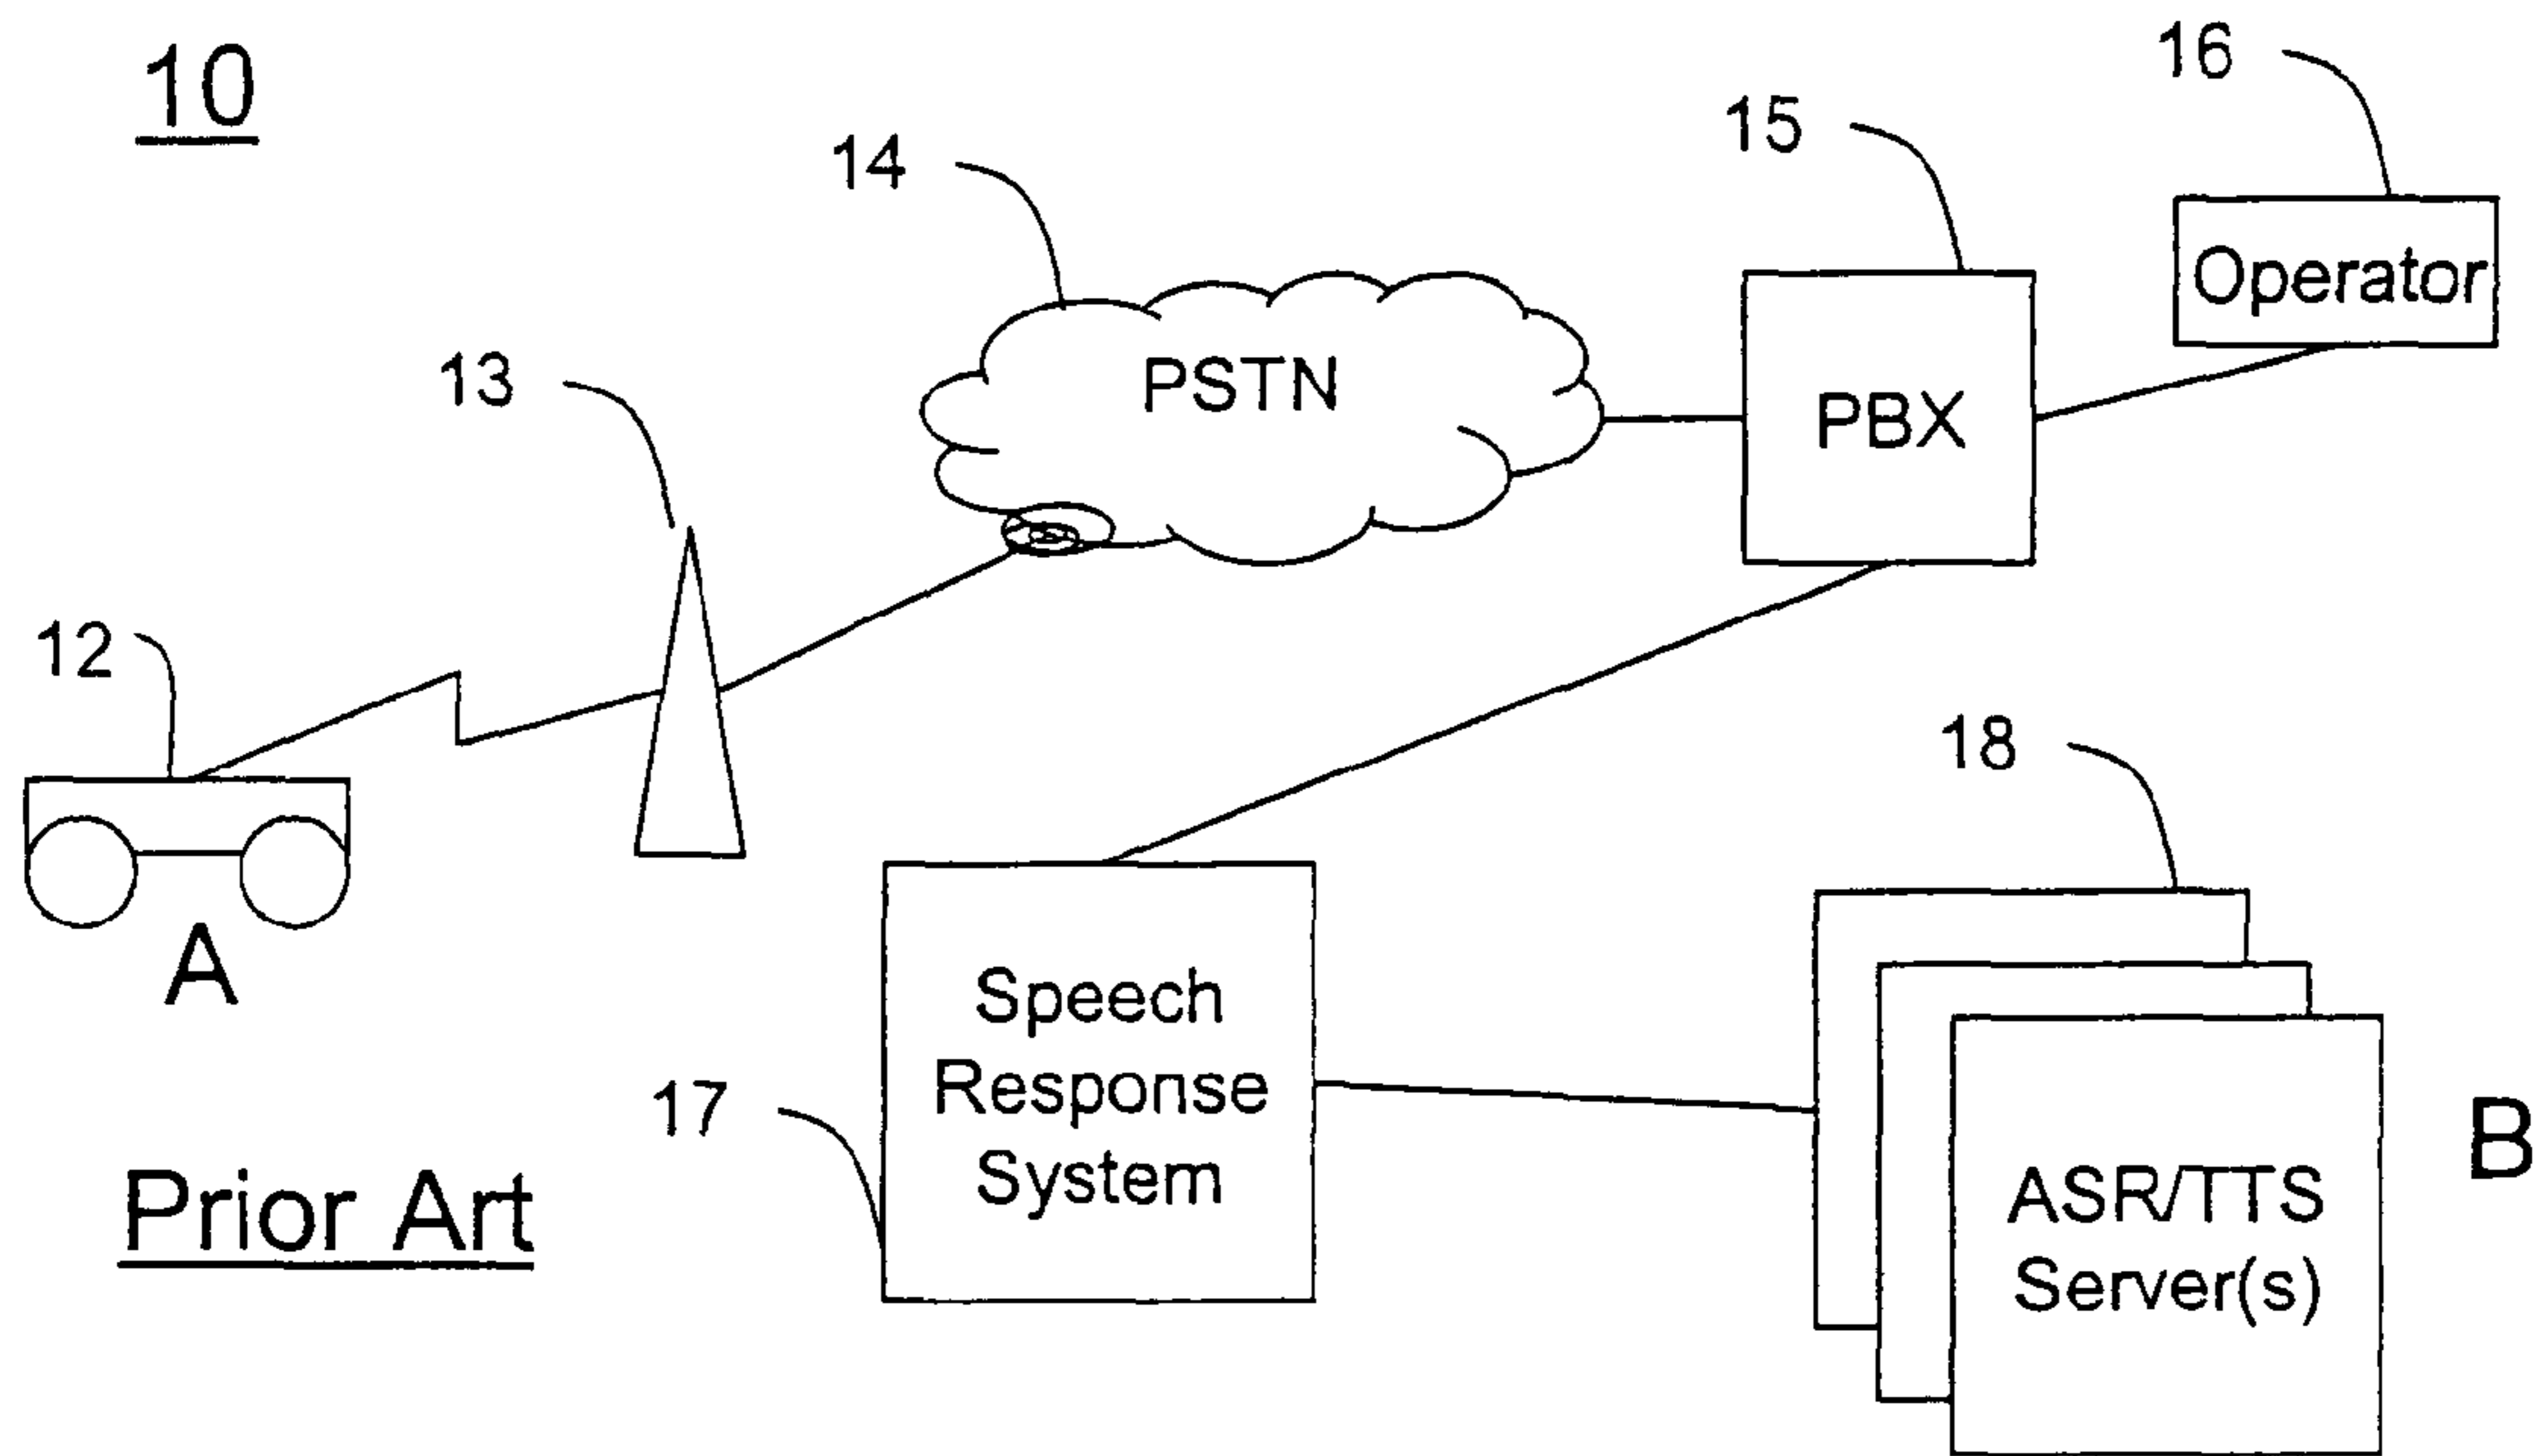 10
16
15
14
Operator
13
PSTN
PBX
12
18
A
Speech
Response
System
17
B
ASR/TTS
Server(s)
Prior Art